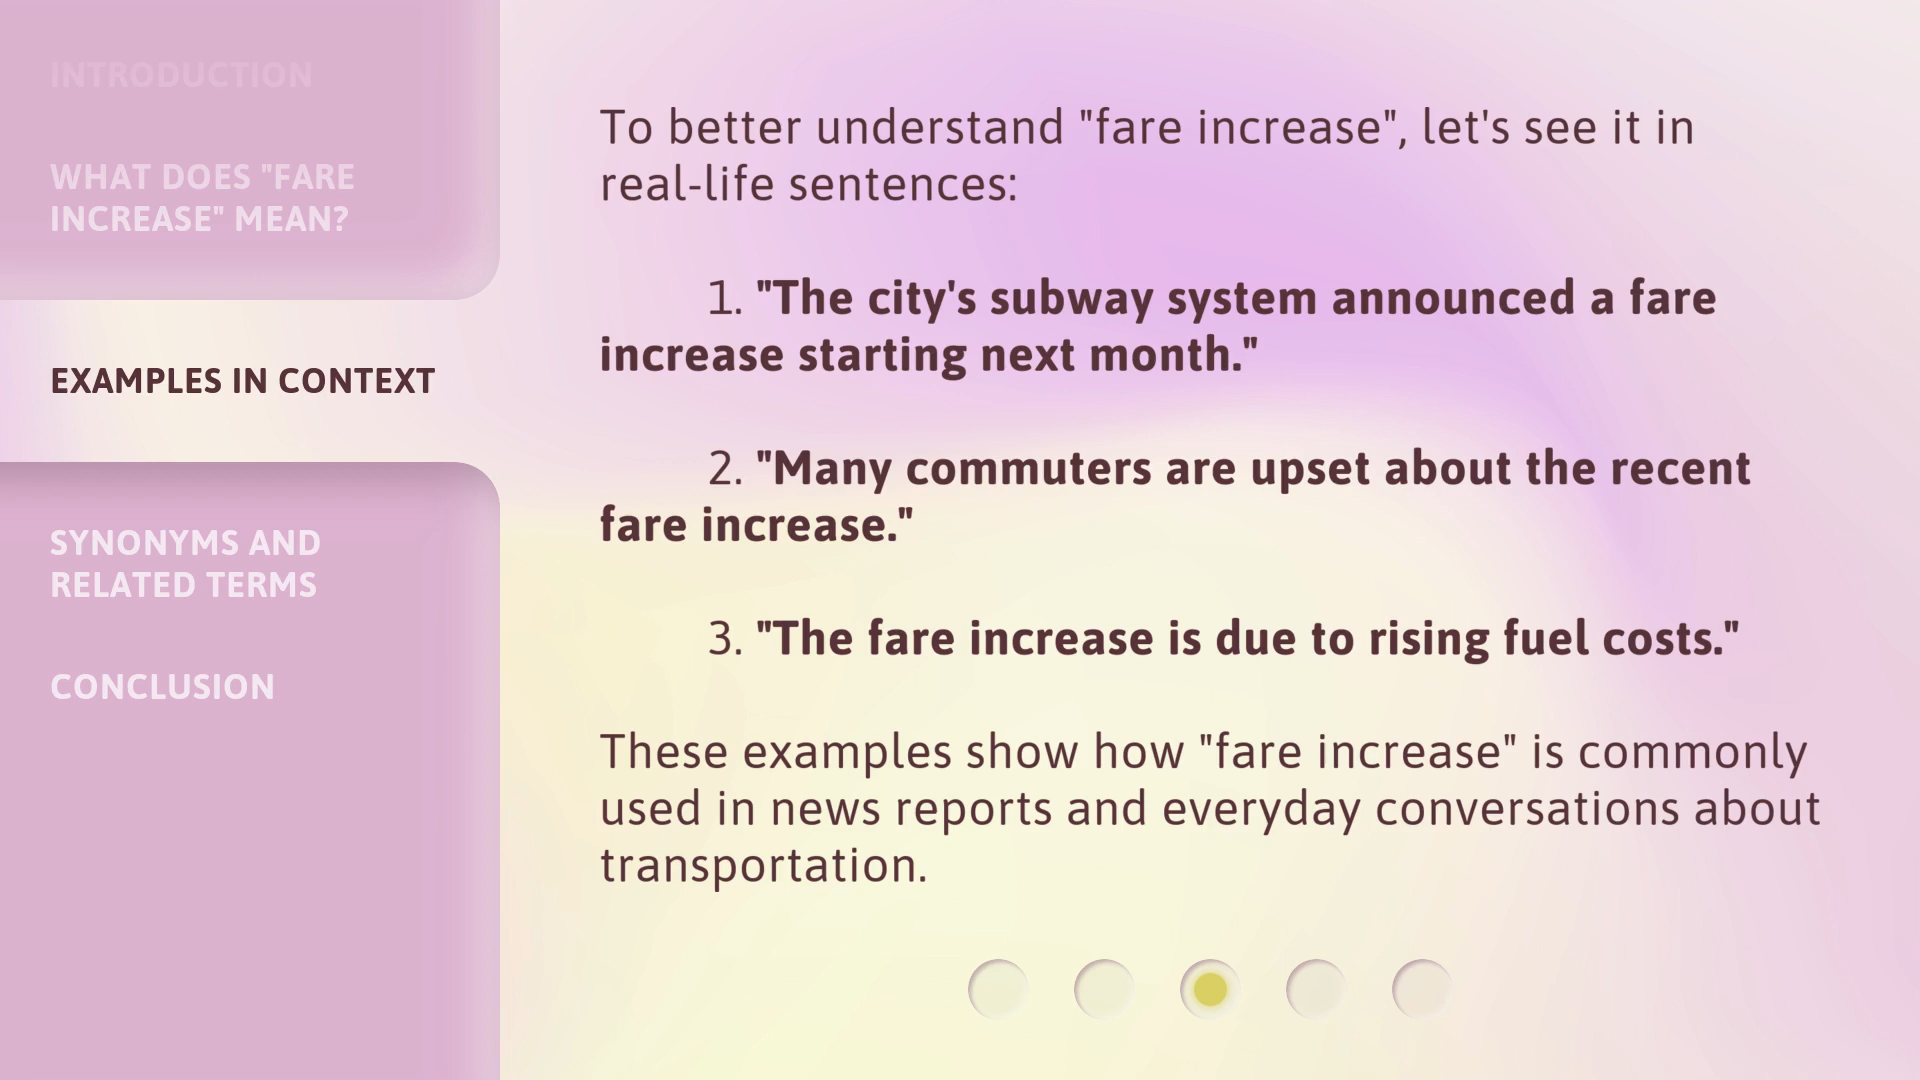 INTRODUCTION
WHAT DOES "FARE
INCREASE" MEAN?
EXAMPLES IN CONTEXT
SYNONYMS AND
RELATED TERMS
CONCLUSION
To better understand "fare increase", let's see it in
real-life sentences:
1. "The city's subway system announced a fare
increase starting next month."
2. "Many commuters are upset about the recent
fare increase."
3. "The fare increase is due to rising fuel costs."
These examples show how "fare increase" is commonly
used in news reports and everyday conversations about
transportation.